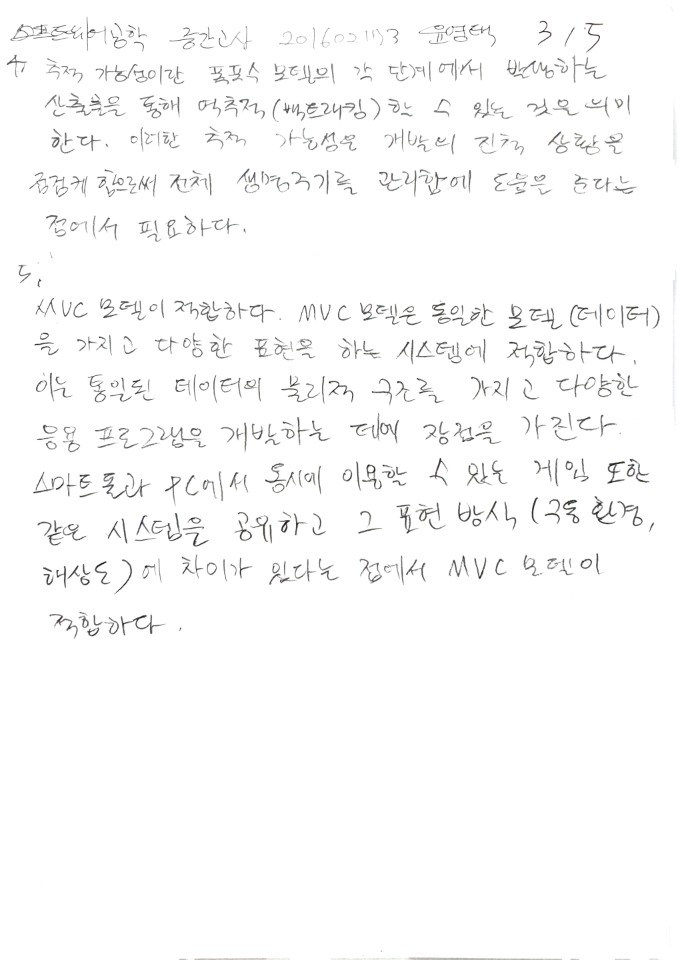 소프트웨어공학 중간고사 윤영택 3/5
4, 추적 가능성이란 폭포수 모델의 각 단계에서 발생하는
산출물을 통해 역추적(백트래킹)할 수 있는 것을 의미
한다. 이러한 추적 가능성은 개발의 진척 상황을
점검케 함으로써 전체 생명주기를 관리함에 도움을 준다는
점에서 필요하다.
5,
MVC 모델이 적합하다. MVC 모델은 동일한 모델(데이터)
을 가지고 다양한 표현을 하는 시스템에 적합하다.
이는 통일된 데이터의 물리적 구조를 가지고 다양한
응용 프로그램을 개발하는 데에 장점을 가진다.
스마트폰과 PC에서 동시에 이용할 수 있는 게임 또한
같은 시스템을 공유하고 그 표현 방식(구동 환경,
해상도)에 차이가 있다는 점에서 MVC 모델이
적합하다.